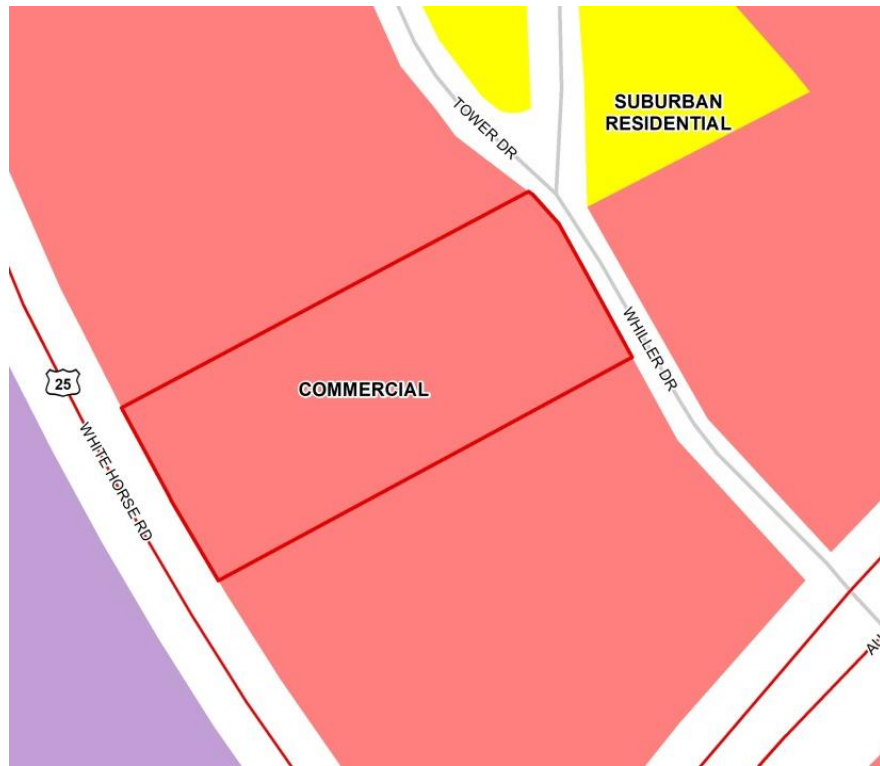 TOWER DR
SUBURBAN
RESIDENTIAL
WHILLER DR
25
COMMERCIAL
WHITE HORSE RD